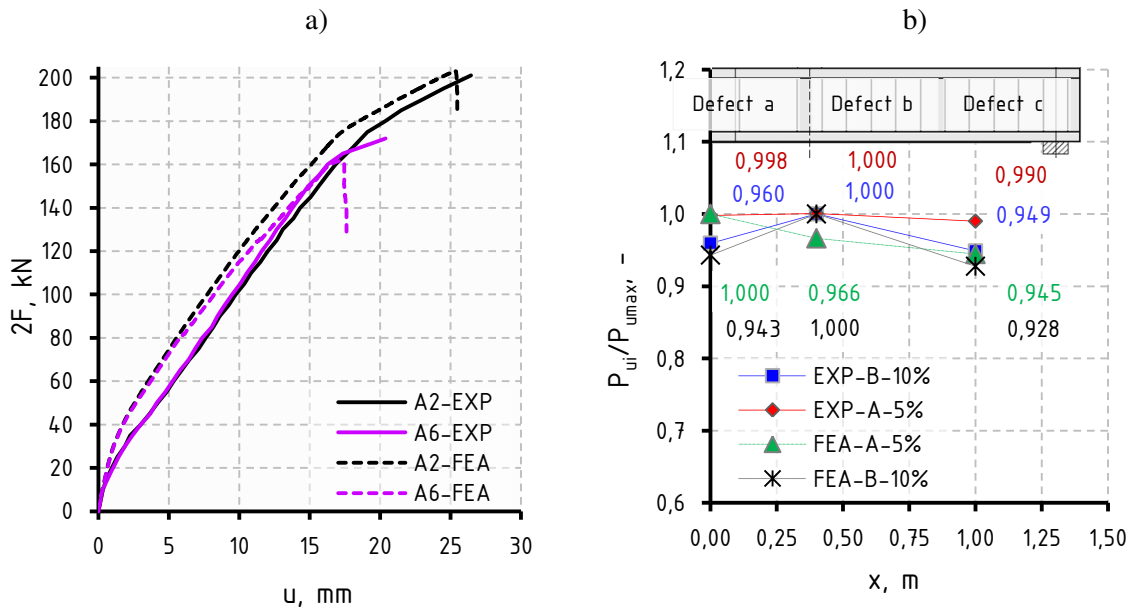 a)
200
180
160
140
120
100
80
60
40
20
0
2F, kN
0 5 10 15 20 25 30
u, mm
A2-EXP
A6-EXP
A2-FEA
A6-FEA
b)
1,2
1,1
1,0
0,9
0,8
0,7
0,6
Pui/Pumax, -
Defect a Defect b Defect c
0,998 1,000 0,990
0,960 1,000 0,949
1,000 0,966 0,945
0,943 1,000 0,928
EXP-B-10%
EXP-A-5%
FEA-A-5%
FEA-B-10%
0,00 0,25 0,50 0,75 1,00 1,25 1,50
x, m